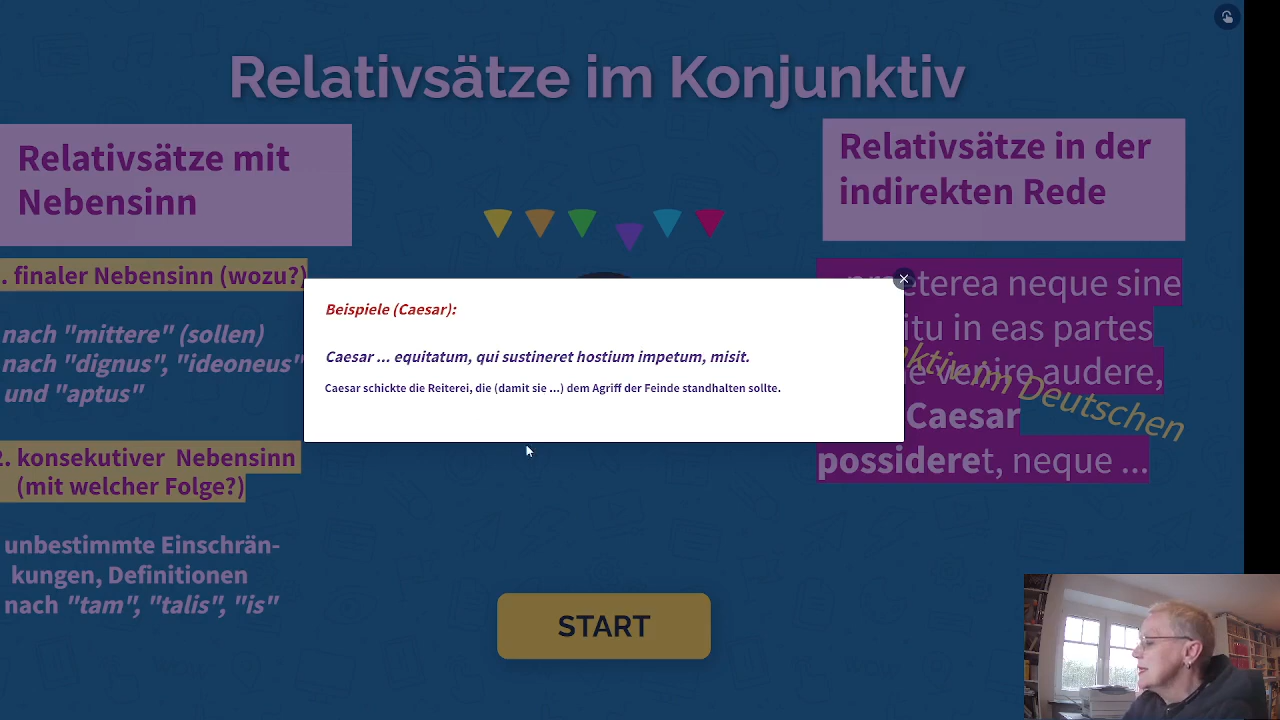 Relativsätze im Konjunktiv
Relativsätze mit
Nebensinn
. finaler Nebensinn (wozu?)
nach "mittere" (sollen)
nach "dignus", "ideoneus"
und "aptus"
2. konsekutiver Nebensinn
(mit welcher Folge?)
unbestimmte Einschrän-
kungen, Definitionen
nach "tam", "talis", "is"
Beispiele (Caesar):
Caesar ... equitatum, qui sustineret hostium impetum, misit.
Caesar schickte die Reiterei, die (damit sie ...) dem Agriff der Feinde standhalten sollte.
START
Relativsätze in der
indirekten Rede
neque sine
in eas partes
venire audere,
Caesar
possideret, neque ...
im Deutschen